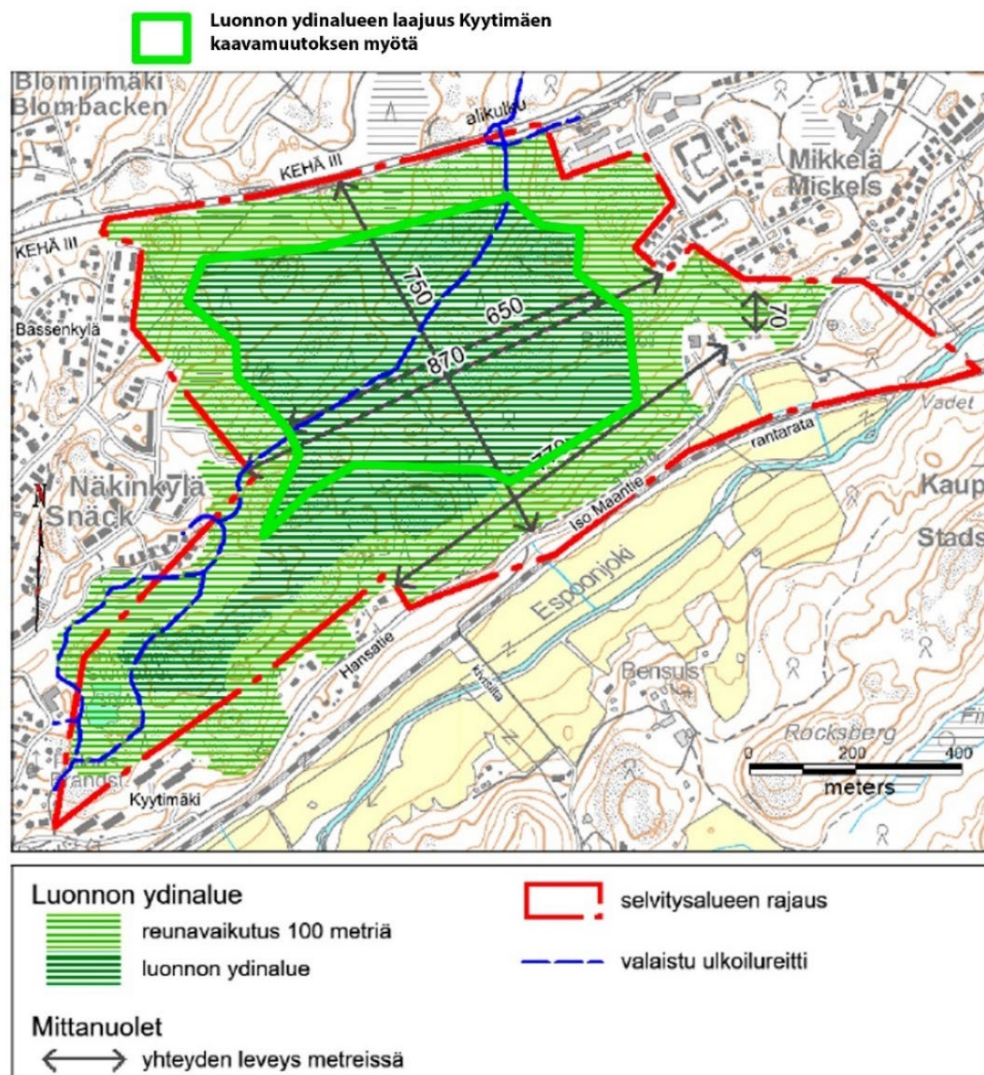 Luonnon ydinalueen laajuus Kyytimäen
kaavamuutoksen myötä
Blominmäki
Blombacken
alikulku
KEHÄ III
Mikkelä
Mickels
KEHÄ III
750
650
70
Bässenkylä
870
Vadet
rantarata
Näkinkylä
Snäck
Iso Maantie
Kaup
Stads
N
Espoonjoki
Hansatie
kivisilta
Bensuls
Rocksberg
0 200 400
meters
Kyytimäki
Luonnon ydinalue
reunavaikutus 100 metriä
luonnon ydinalue
selvitysalueen rajaus
valaistu ulkoilureitti
Mittanuolet
yhteyden leveys metreissä